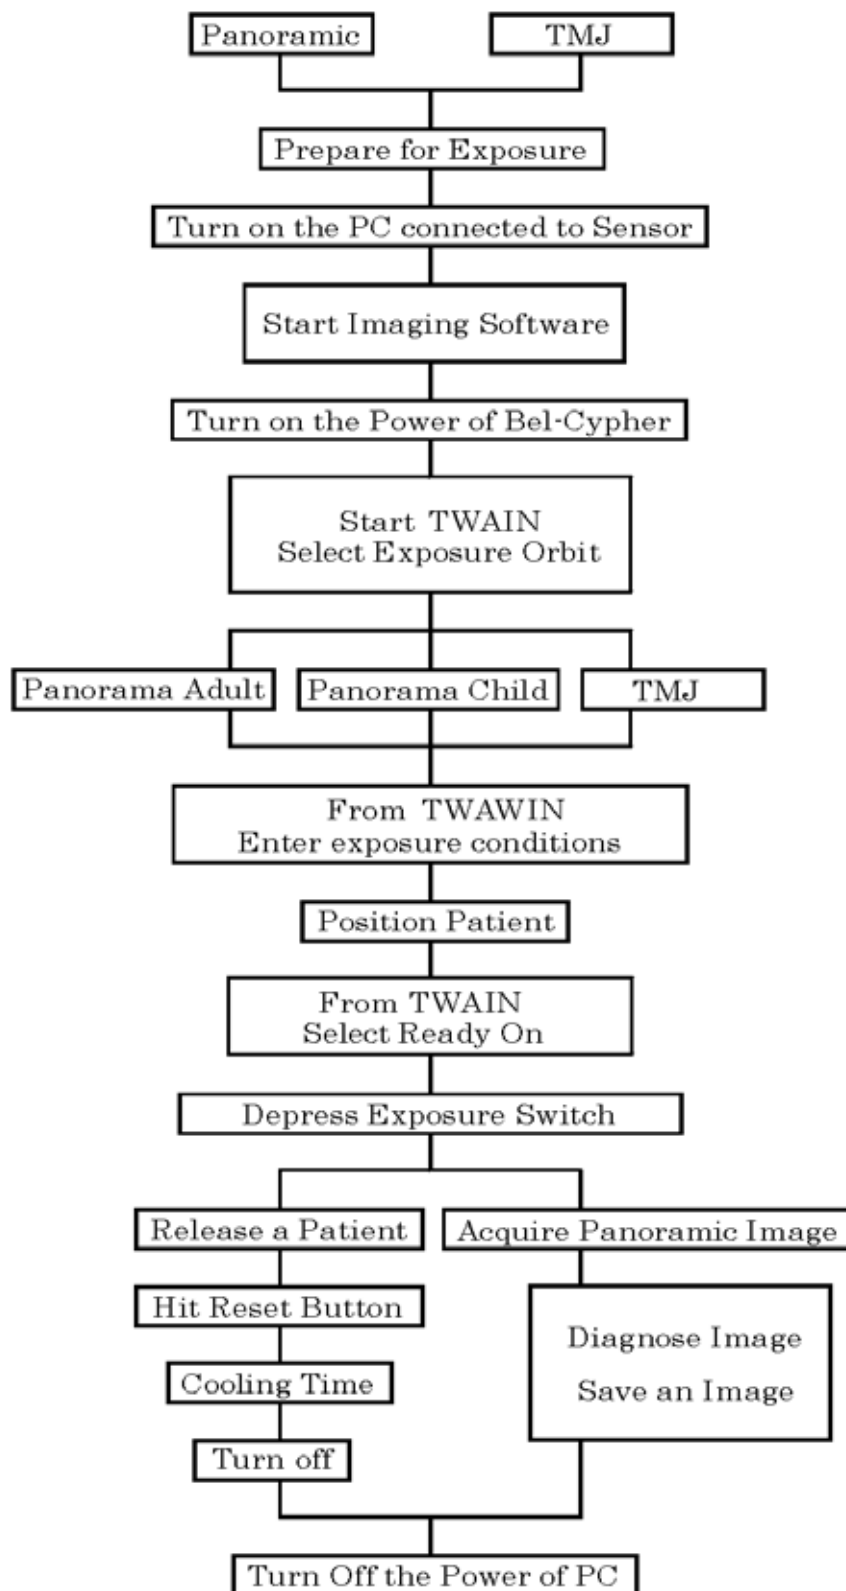 Panoramic
TMJ
Prepare for Exposure
Turn on the PC connected to Sensor
Start Imaging Software
Turn on the Power of Bel-Cypher
Start TWAIN
Select Exposure Orbit
Panorama Adult
Panorama Child
TMJ
From TWAWIN
Enter exposure conditions
Position Patient
From TWAIN
Select Ready On
Depress Exposure Switch
Release a Patient
Acquire Panoramic Image
Hit Reset Button
Diagnose Image
Save an Image
Cooling Time
Turn off
Turn Off the Power of PC